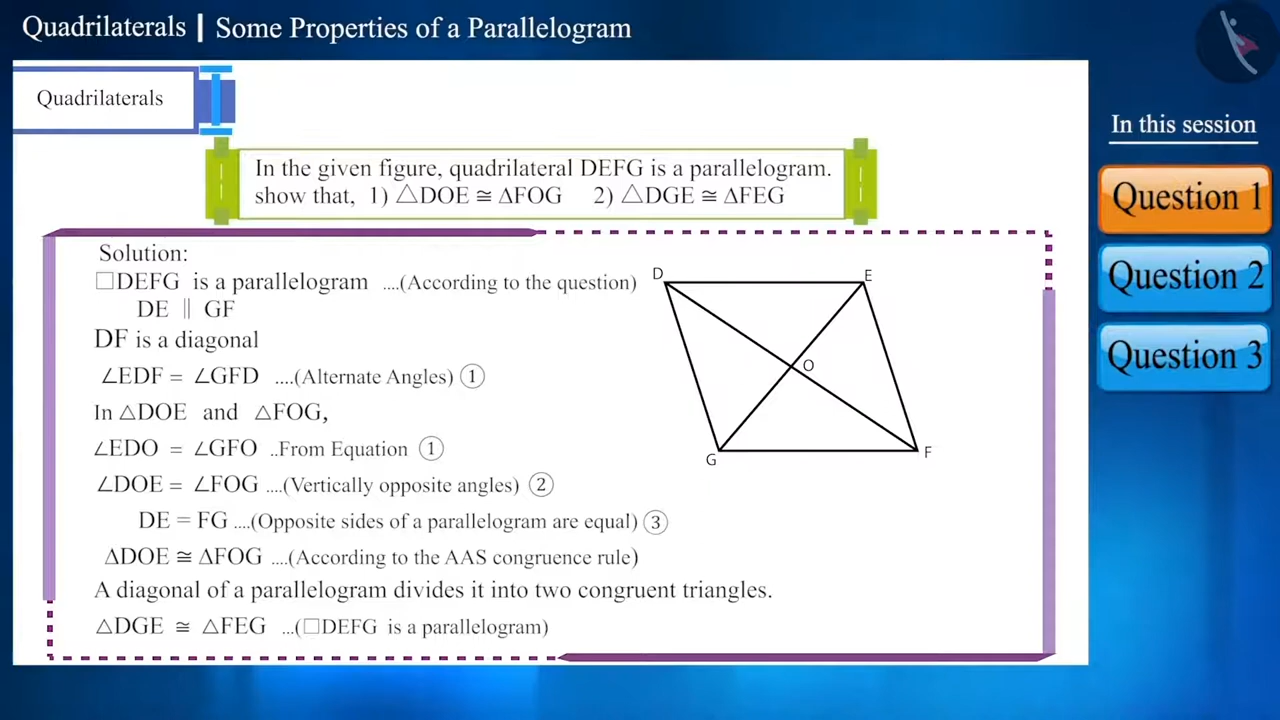 Quadrilaterals | Some Properties of a Parallelogram
Quadrilaterals
In the given figure, quadrilateral DEFG is a parallelogram.
show that, 1) △DOE ≅ ΔFOG 2) △DGE ≅ ΔFEG
Solution:
□DEFG is a parallelogram ....(According to the question)
DE || GF
DF is a diagonal
∠EDF = ∠GFD ....(Alternate Angles) ①
In △DOE and △FOG,
∠EDO = ∠GFO ..From Equation ①
∠DOE = ∠FOG ....(Vertically opposite angles) ②
DE = FG ....(Opposite sides of a parallelogram are equal) ③
ΔDOE ≅ ΔFOG ....(According to the AAS congruence rule)
A diagonal of a parallelogram divides it into two congruent triangles.
△DGE ≅ △FEG ...(□DEFG is a parallelogram)
D
E
O
G
F
In this session
Question 1
Question 2
Question 3